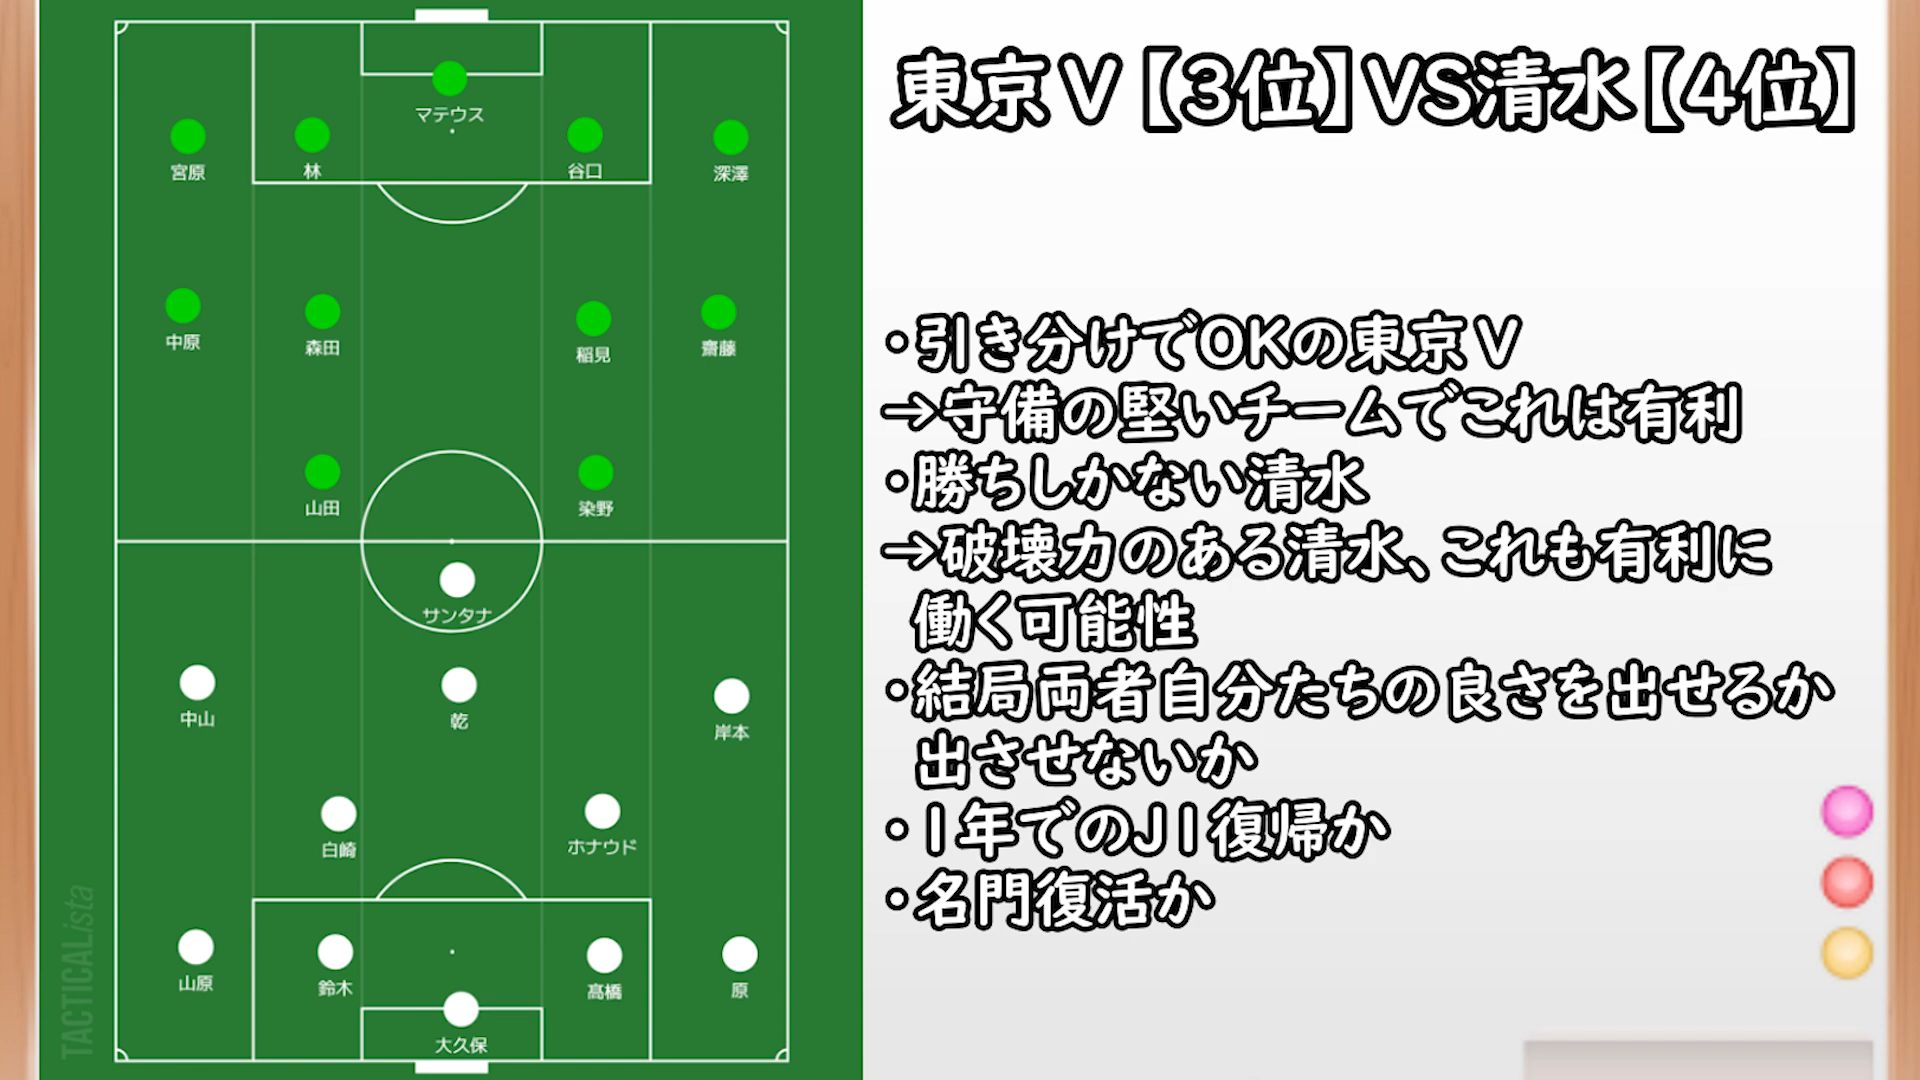 東京V【3位】VS清水【4位】
・引き分けでOKの東京V
→守備の堅いチームでこれは有利
・勝ちしかない清水
→破壊力のある清水、これも有利に
働く可能性
・結局両者自分たちの良さを出せるか
出させないか
・1年でのJ1復帰か
・名門復活か
マテウス
宮原
林
谷口
深澤
中原
森田
稲見
齋藤
山田
染野
サンタナ
中山
乾
岸本
白崎
ホナウド
山原
鈴木
髙橋
原
大久保
TACTICALista